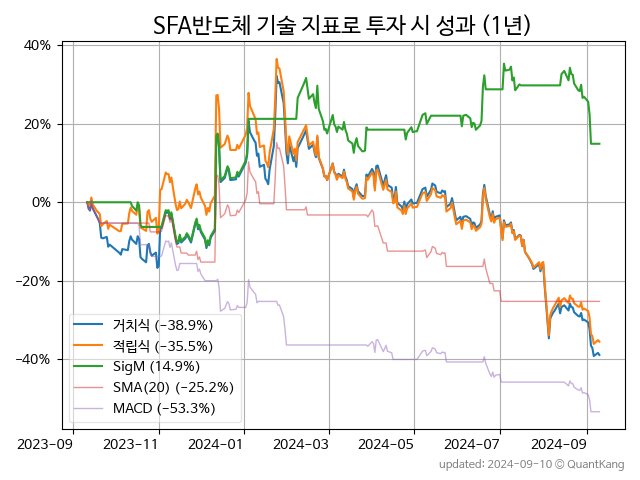 SFA반도체 기술 지표로 투자 시 성과 (1년)
40%
20%
0%
−20%
−40%
거치식 (−38.9%)
적립식 (−35.5%)
SigM (14.9%)
SMA(20) (−25.2%)
MACD (−53.3%)
2023-09 2023-11 2024-01 2024-03 2024-05 2024-07 2024-09
updated: 2024-09-10 © QuantKang